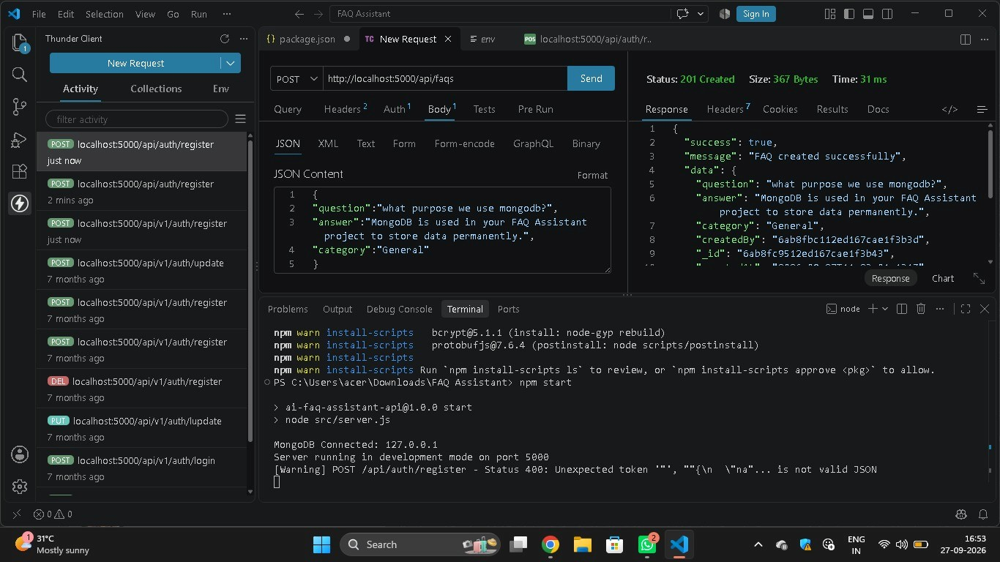 File Edit Selection View Go Run ···
FAQ Assistant
Sign In
Thunder Client
New Request
Activity Collections Env
filter activity
POST localhost:5000/api/auth/register
just now
POST localhost:5000/api/auth/register
2 mins ago
POST localhost:5000/api/v1/auth/register
just now
POST localhost:5000/api/v1/auth/update
7 months ago
POST localhost:5000/api/v1/auth/register
7 months ago
POST localhost:5000/api/v1/auth/register
7 months ago
DEL localhost:5000/api/v1/auth/register
7 months ago
PUT localhost:5000/api/v1/auth/lupdate
7 months ago
POST localhost:5000/api/v1/auth/login
7 months ago
{} package.json TC New Request env POS localhost:5000/api/auth/r..
POST http://localhost:5000/api/faqs Send
Query Headers 2 Auth 1 Body 1 Tests Pre Run
JSON XML Text Form Form-encode GraphQL Binary
JSON Content Format
1 {
2 "question":"what purpose we use mongodb?",
3 "answer":"MongoDB is used in your FAQ Assistant
project to store data permanently.",
4 "category":"General"
5 }
Status: 201 Created Size: 367 Bytes Time: 31 ms
Response Headers 7 Cookies Results Docs </>
1 {
2 "success": true,
3 "message": "FAQ created successfully",
4 "data": {
5 "question": "what purpose we use mongodb?",
6 "answer": "MongoDB is used in your FAQ Assistant
project to store data permanently.",
7 "category": "General",
8 "createdBy": "6ab8fbc112ed167cae1f3b3d",
9 "_id": "6ab8fc9512ed167cae1f3b43",
Response Chart
Problems Output Debug Console Terminal Ports
node
npm warn install-scripts bcrypt@5.1.1 (install: node-gyp rebuild)
npm warn install-scripts protobufjs@7.6.4 (postinstall: node scripts/postinstall)
npm warn install-scripts
npm warn install-scripts Run `npm install-scripts ls` to review, or `npm install-scripts approve <pkg>` to allow.
PS C:\Users\acer\Downloads\FAQ Assistant> npm start
> ai-faq-assistant-api@1.0.0 start
> node src/server.js
MongoDB Connected: 127.0.0.1
Server running in development mode on port 5000
[Warning] POST /api/auth/register - Status 400: Unexpected token '"', ""{\n  \"na"... is not valid JSON
0 0
1
31°C
Mostly sunny
Search
2
ENG
IN
16:53
27-09-2026